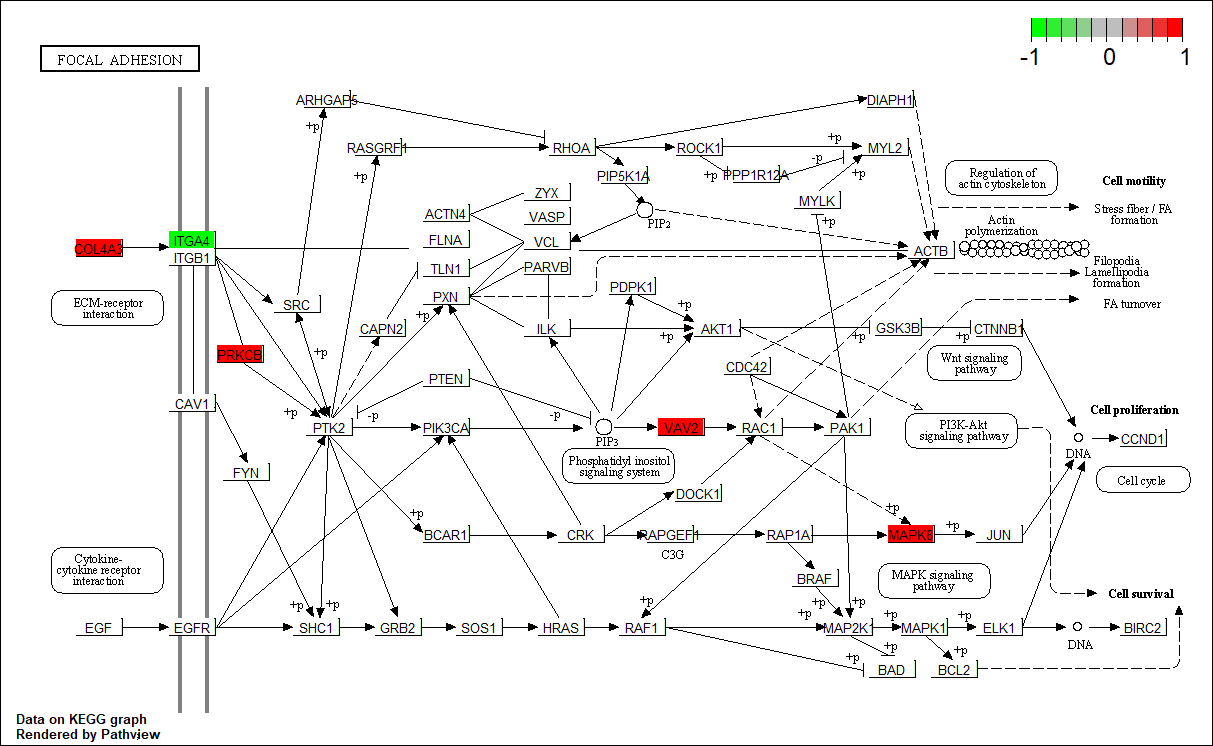 FOCAL ADHESION
-1 0 1
ARHGAP5
DIAPH1
+p
RASGRF1
RHOA
ROCK1
+p
MYL2
+p
PIP5K1A
+p
PPP1R12A
-p
+p
Regulation of
actin cytoskeleton
Cell motility
ZYX
MYLK
ACTN4
VASP
PIP2
+p
Stress fiber / FA
formation
COL4A3
ITGA4
FLNA
VCL
Actin
polymerization
ACTB
ITGB1
TLN1
PARVB
Filopodia
Lamellipodia
formation
ECM-receptor
interaction
SRC
PXN
PDPK1
+p
FA turnover
CAPN2
+p
ILK
+p
AKT1
GSK3B
+p
CTNNB1
+p
PRKCB
+p
Wnt signaling
pathway
CDC42
PTEN
CAV1
+p
-p
-p
Cell proliferation
PTK2
PIK3CA
PIP3
VAV2
RAC1
PAK1
PI3K-Akt
signaling pathway
DNA
CCND1
FYN
Phosphatidyl inositol
signaling system
Cell cycle
DOCK1
+p
+p
BCAR1
CRK
RAPGEF1
C3G
RAP1A
MAPK8
+p
JUN
Cytokine-
cytokine receptor
interaction
BRAF
MAPK signaling
pathway
+p
+p
+p
+p
+p
+p
+p
+p
Cell survival
EGF
EGFR
SHC1
GRB2
SOS1
HRAS
RAF1
MAP2K1
MAPK1
ELK1
DNA
BIRC2
+p
+p
+p
BAD
BCL2
Data on KEGG graph
Rendered by Pathview